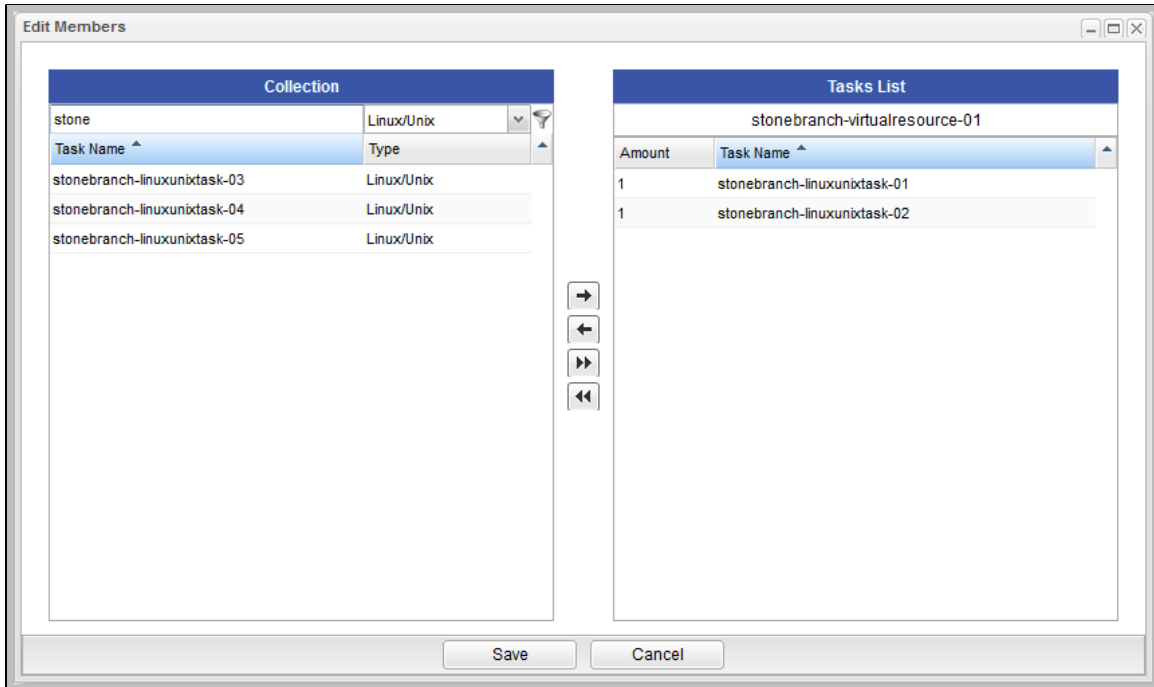 Edit Members
Collection
stone Linux/Unix
Task Name Type
stonebranch-linuxunixtask-03 Linux/Unix
stonebranch-linuxunixtask-04 Linux/Unix
stonebranch-linuxunixtask-05 Linux/Unix
Tasks List
stonebranch-virtualresource-01
Amount Task Name
1 stonebranch-linuxunixtask-01
1 stonebranch-linuxunixtask-02
Save Cancel